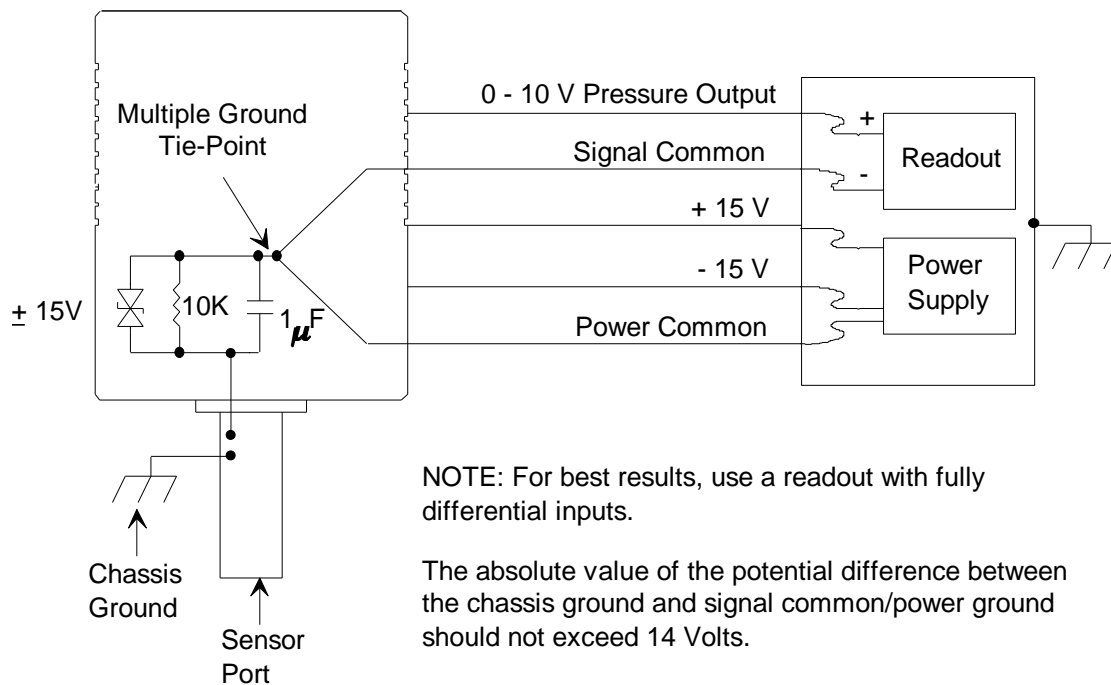 0 - 10 V Pressure Output
Multiple Ground
Tie-Point
+
Readout
Signal Common
-
+ 15 V
- 15 V
Power
Supply
± 15V
10K
1µF
Power Common
NOTE: For best results, use a readout with fully
differential inputs.
The absolute value of the potential difference between
the chassis ground and signal common/power ground
should not exceed 14 Volts.
Chassis
Ground
Sensor
Port